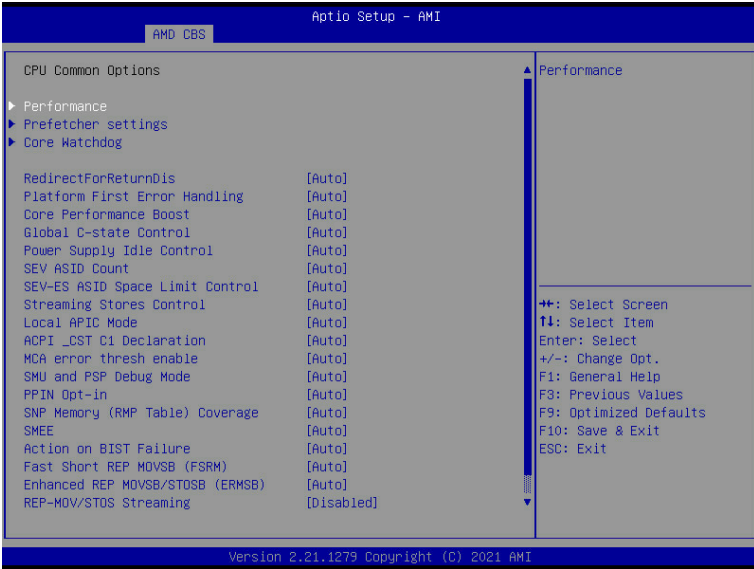 Aptio Setup - AMI
AMD CBS
CPU Common Options
Performance
Prefetcher settings
Core Watchdog
RedirectForReturnDis [Auto]
Platform First Error Handling [Auto]
Core Performance Boost [Auto]
Global C-state Control [Auto]
Power Supply Idle Control [Auto]
SEV ASID Count [Auto]
SEV-ES ASID Space Limit Control [Auto]
Streaming Stores Control [Auto]
Local APIC Mode [Auto]
ACPI _CST C1 Declaration [Auto]
MCA error thresh enable [Auto]
SMU and PSP Debug Mode [Auto]
PPIN Opt-in [Auto]
SNP Memory (RMP Table) Coverage [Auto]
SMEE [Auto]
Action on BIST Failure [Auto]
Fast Short REP MOVSB (FSRM) [Auto]
Enhanced REP MOVSB/STOSB (ERMSB) [Auto]
REP-MOV/STOS Streaming [Disabled]
Performance
→←: Select Screen
↑↓: Select Item
Enter: Select
+/-: Change Opt.
F1: General Help
F3: Previous Values
F9: Optimized Defaults
F10: Save & Exit
ESC: Exit
Version 2.21.1279 Copyright (C) 2021 AMI